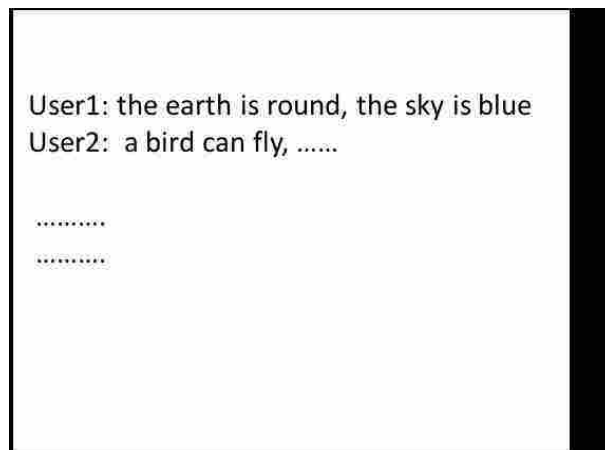 User1: the earth is round, the sky is blue
User2:  a bird can fly, ......
..........
..........